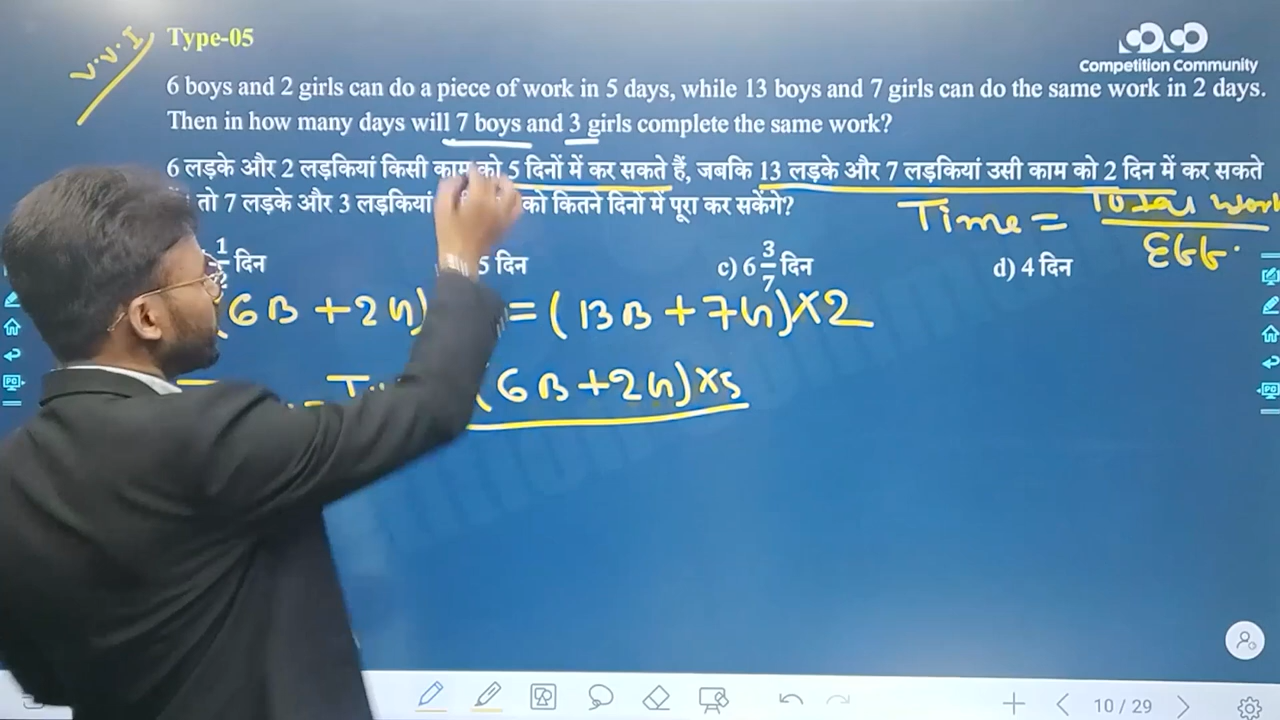 V.V.I Type-05
Competition Community
6 boys and 2 girls can do a piece of work in 5 days, while 13 boys and 7 girls can do the same work in 2 days.
Then in how many days will 7 boys and 3 girls complete the same work?
6 लड़के और 2 लड़कियां किसी काम को 5 दिनों में कर सकते हैं, जबकि 13 लड़के और 7 लड़कियां उसी काम को 2 दिन में कर सकते
तो 7 लड़के और 3 लड़कियां को कितने दिनों में पूरा कर सकेंगे?
Time = Total work
Eff.
1/2 दिन 5 दिन c) 6 3/7 दिन d) 4 दिन
(6B + 2G) = (13B + 7G) × 2
(6B + 2G) × 5
10 / 29